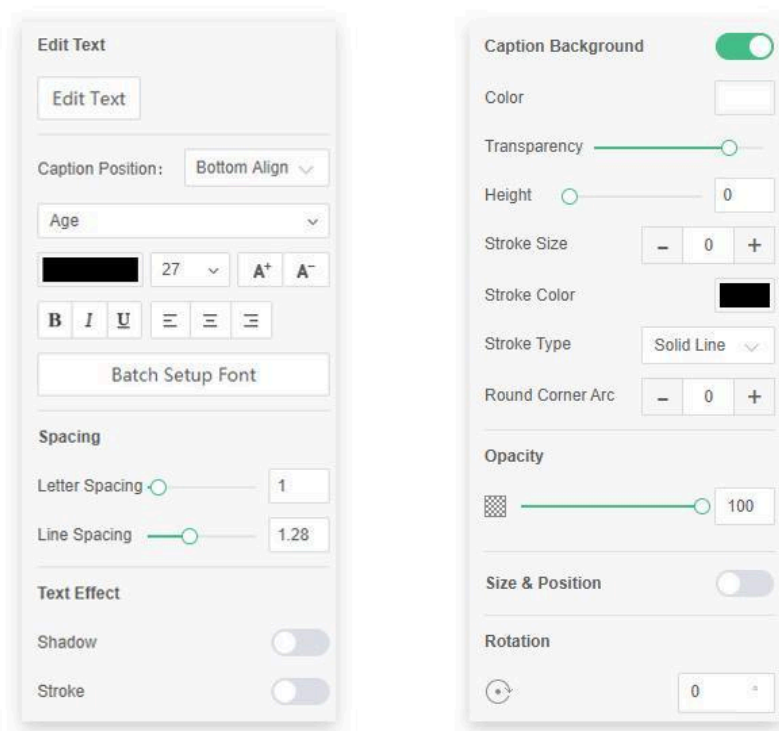 Edit Text
Edit Text
Caption Position: Bottom Align
Age
27 A+ A-
B I U
Batch Setup Font
Spacing
Letter Spacing 1
Line Spacing 1.28
Text Effect
Shadow
Stroke
Caption Background
Color
Transparency
Height 0
Stroke Size - 0 +
Stroke Color
Stroke Type Solid Line
Round Corner Arc - 0 +
Opacity
100
Size & Position
Rotation
0 °